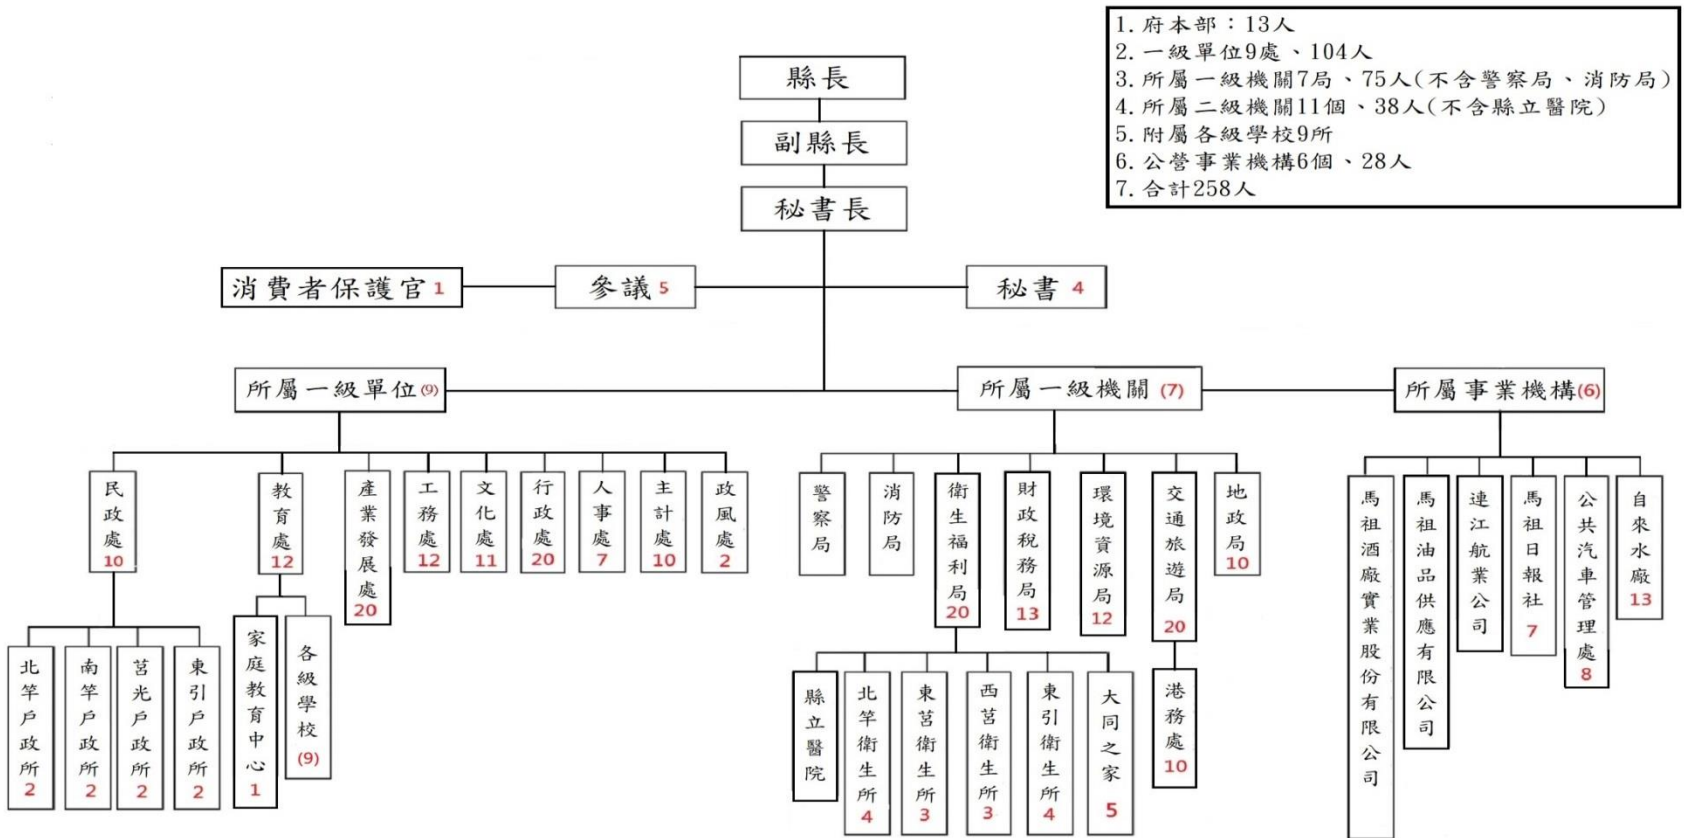 1. 府本部：13人
2. 一級單位9處、104人
3. 所屬一級機關7局、75人(不含警察局、消防局)
4. 所屬二級機關11個、38人(不含縣立醫院)
5. 附屬各級學校9所
6. 公營事業機構6個、28人
7. 合計258人
縣長
副縣長
秘書長
消費者保護官 1
參議 5
秘書 4
所屬一級單位(9)
所屬一級機關 (7)
所屬事業機構(6)
民政處 10
教育處 12
產業發展處 20
工務處 12
文化處 11
行政處 20
人事處 7
主計處 10
政風處 2
警察局
消防局
衛生福利局 20
財政稅務局 13
環境資源局 12
交通旅遊局 20
地政局 10
馬祖酒廠實業股份有限公司
馬祖油品供應有限公司
連江航業公司
馬祖日報社 7
公共汽車管理處 8
自來水廠 13
北竿戶政所 2
南竿戶政所 2
莒光戶政所 2
東引戶政所 2
家庭教育中心 1
各級學校 (9)
縣立醫院
北竿衛生所 4
東莒衛生所 3
西莒衛生所 3
東引衛生所 4
大同之家 5
港務處 10